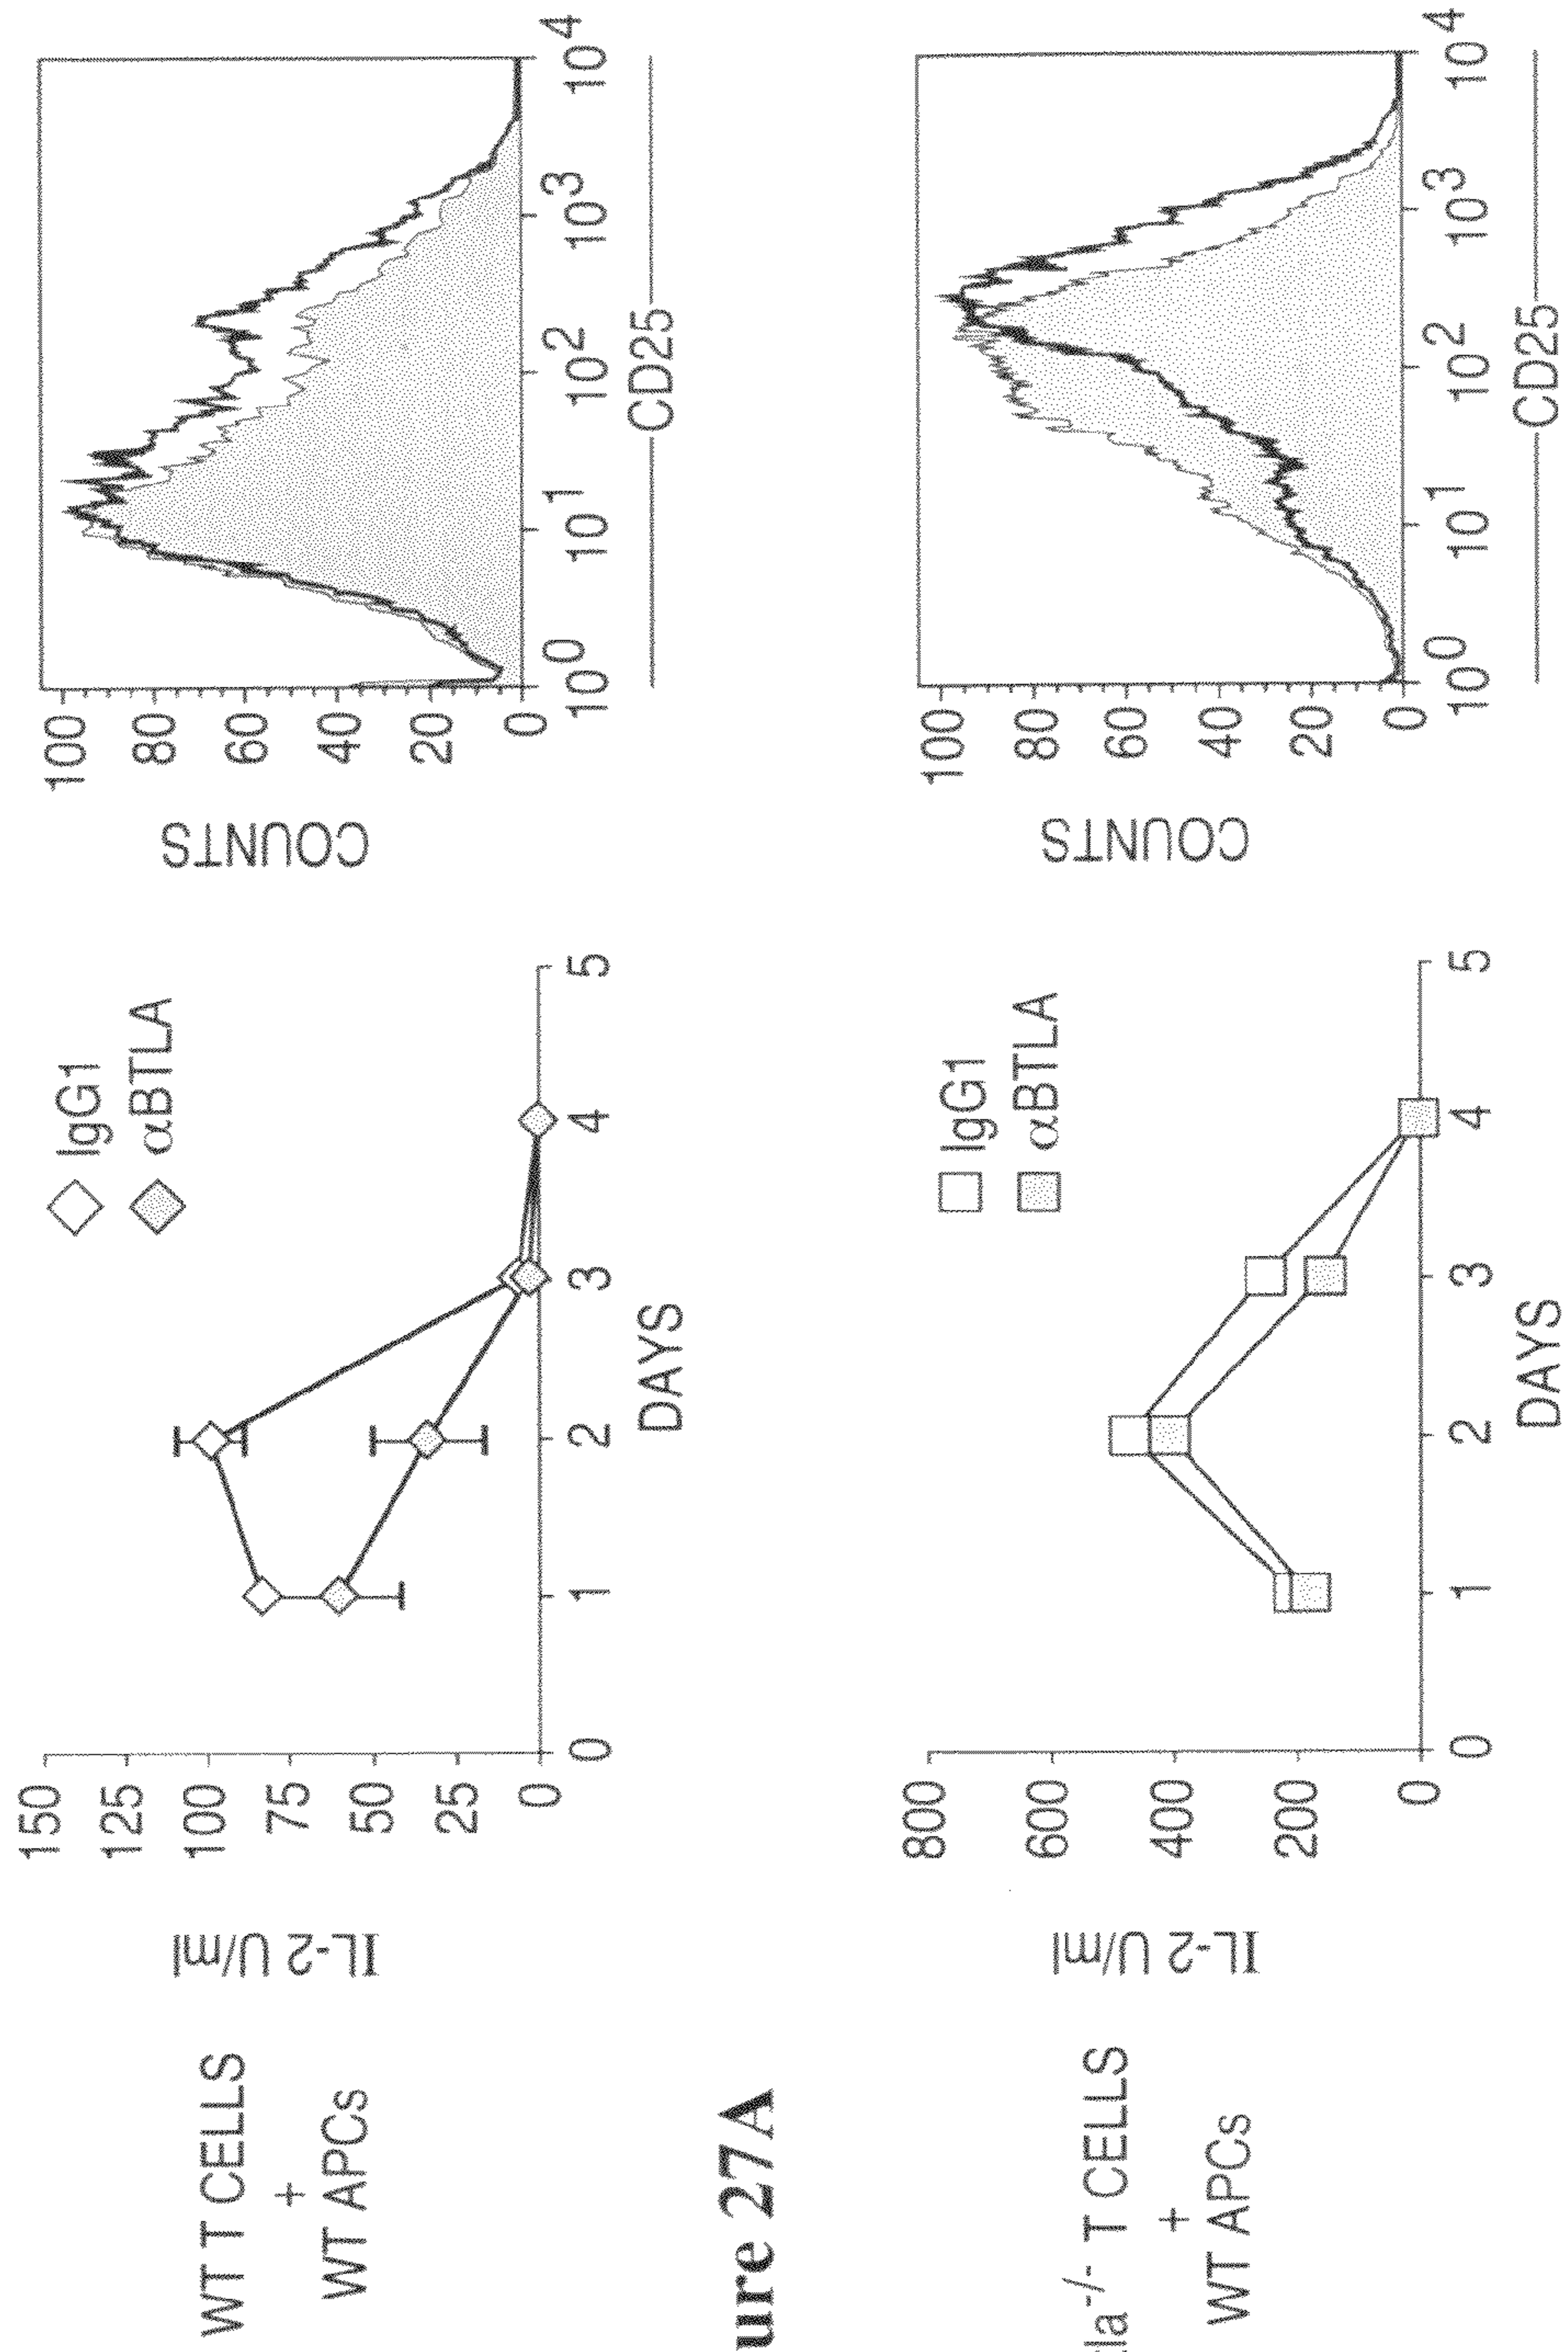 WT T CELLS
+
WT APCs
IL-2 U/ml
150
125
100
75
50
25
0
0 1 2 3 4 5
DAYS
IgG1
αBTLA
COUNTS
100
80
60
40
20
0
10^0 10^1 10^2 10^3 10^4
CD25
ure 27A
la-/- T CELLS
+
WT APCs
IL-2 U/ml
800
600
400
200
0
0 1 2 3 4 5
DAYS
IgG1
αBTLA
COUNTS
100
80
60
40
20
0
10^0 10^1 10^2 10^3 10^4
CD25